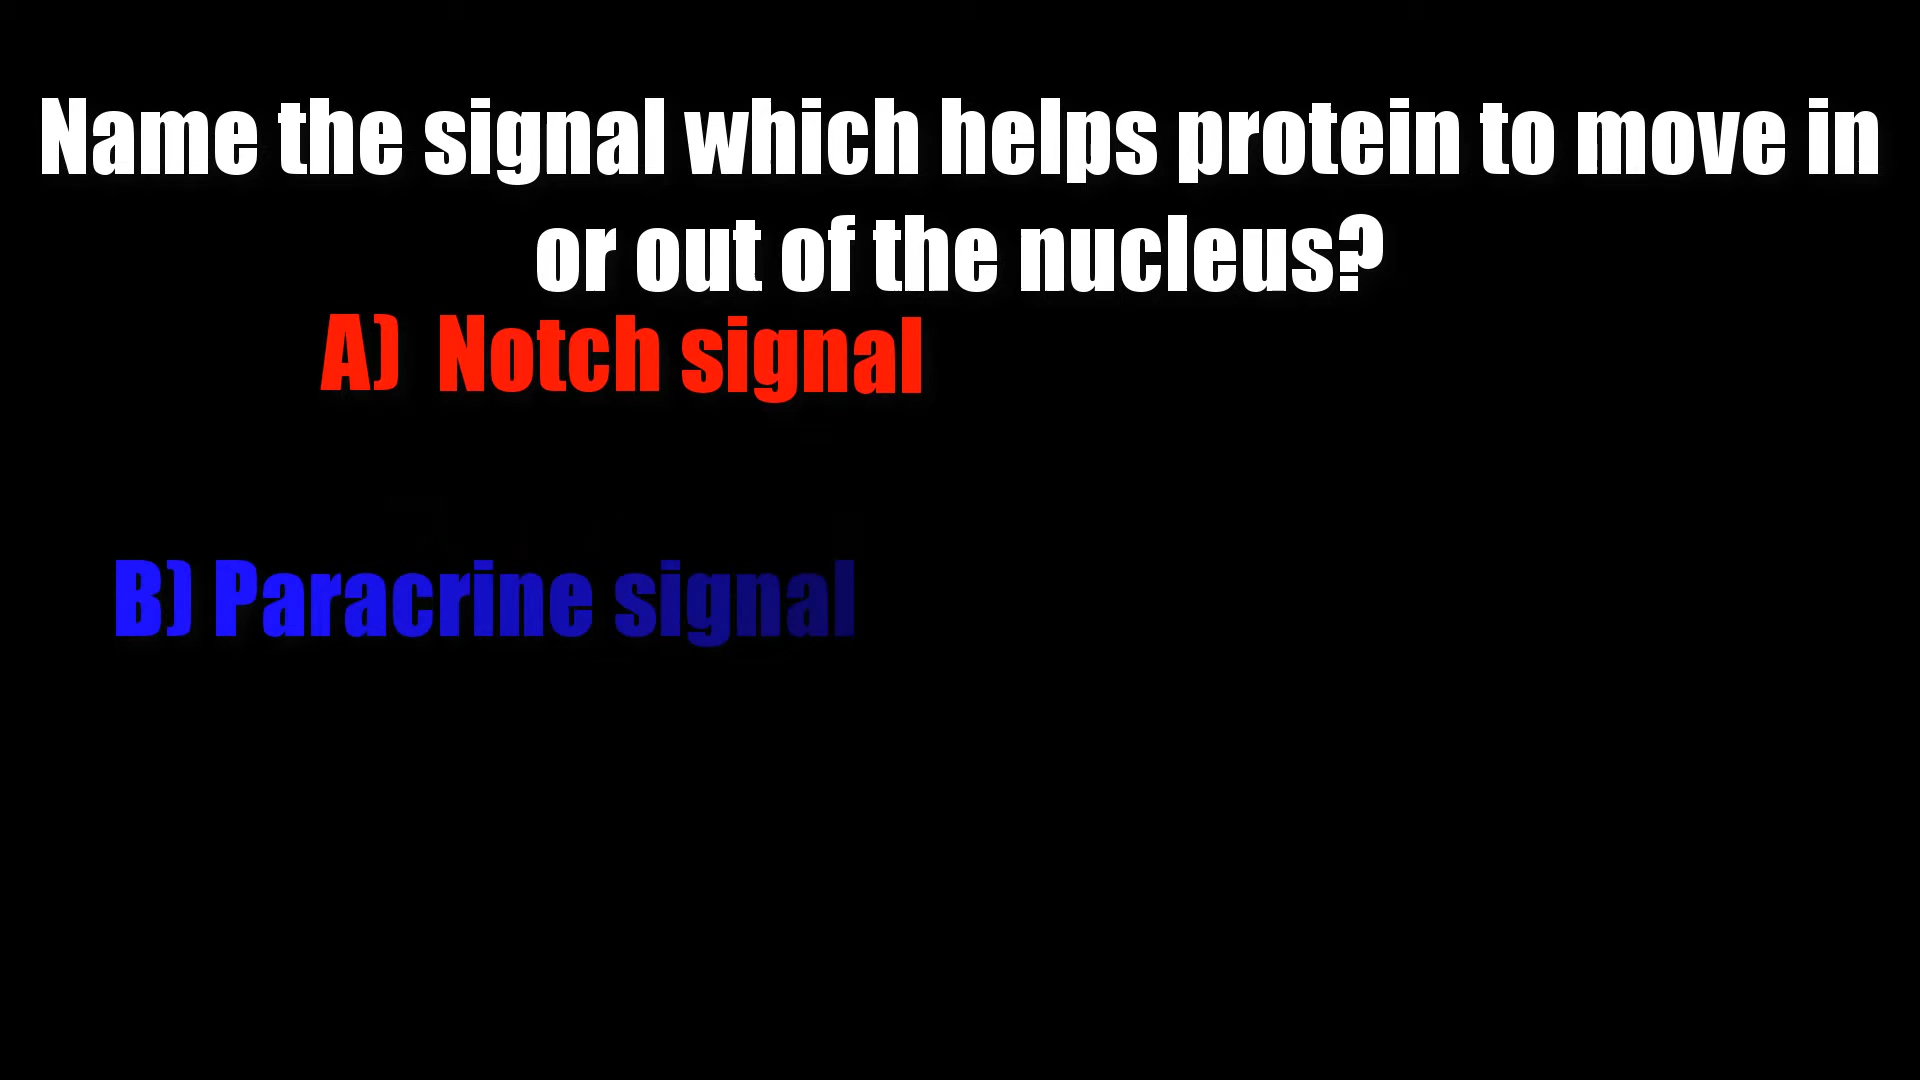 Name the signal which helps protein to move in
or out of the nucleus?
A) Notch signal
B) Paracrine signal